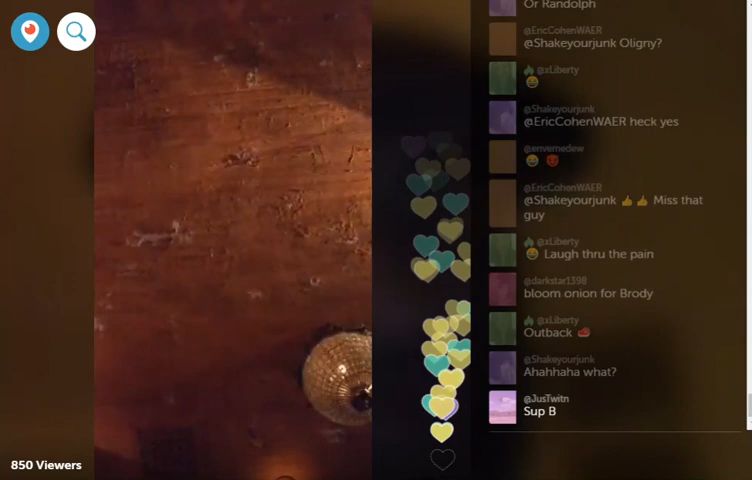 Or Randolph
@EricCohenWAER
@Shakeyourjunk Oligny?
@xLiberty
@Shakeyourjunk
@EricCohenWAER heck yes
@envemedew
@EricCohenWAER
@Shakeyourjunk 👍 👍 Miss that
guy
@xLiberty
😅 Laugh thru the pain
@darkstar1398
bloom onion for Brody
@xLiberty
Outback 🥩
@Shakeyourjunk
Ahahhaha what?
@JusTwitn
Sup B
850 Viewers